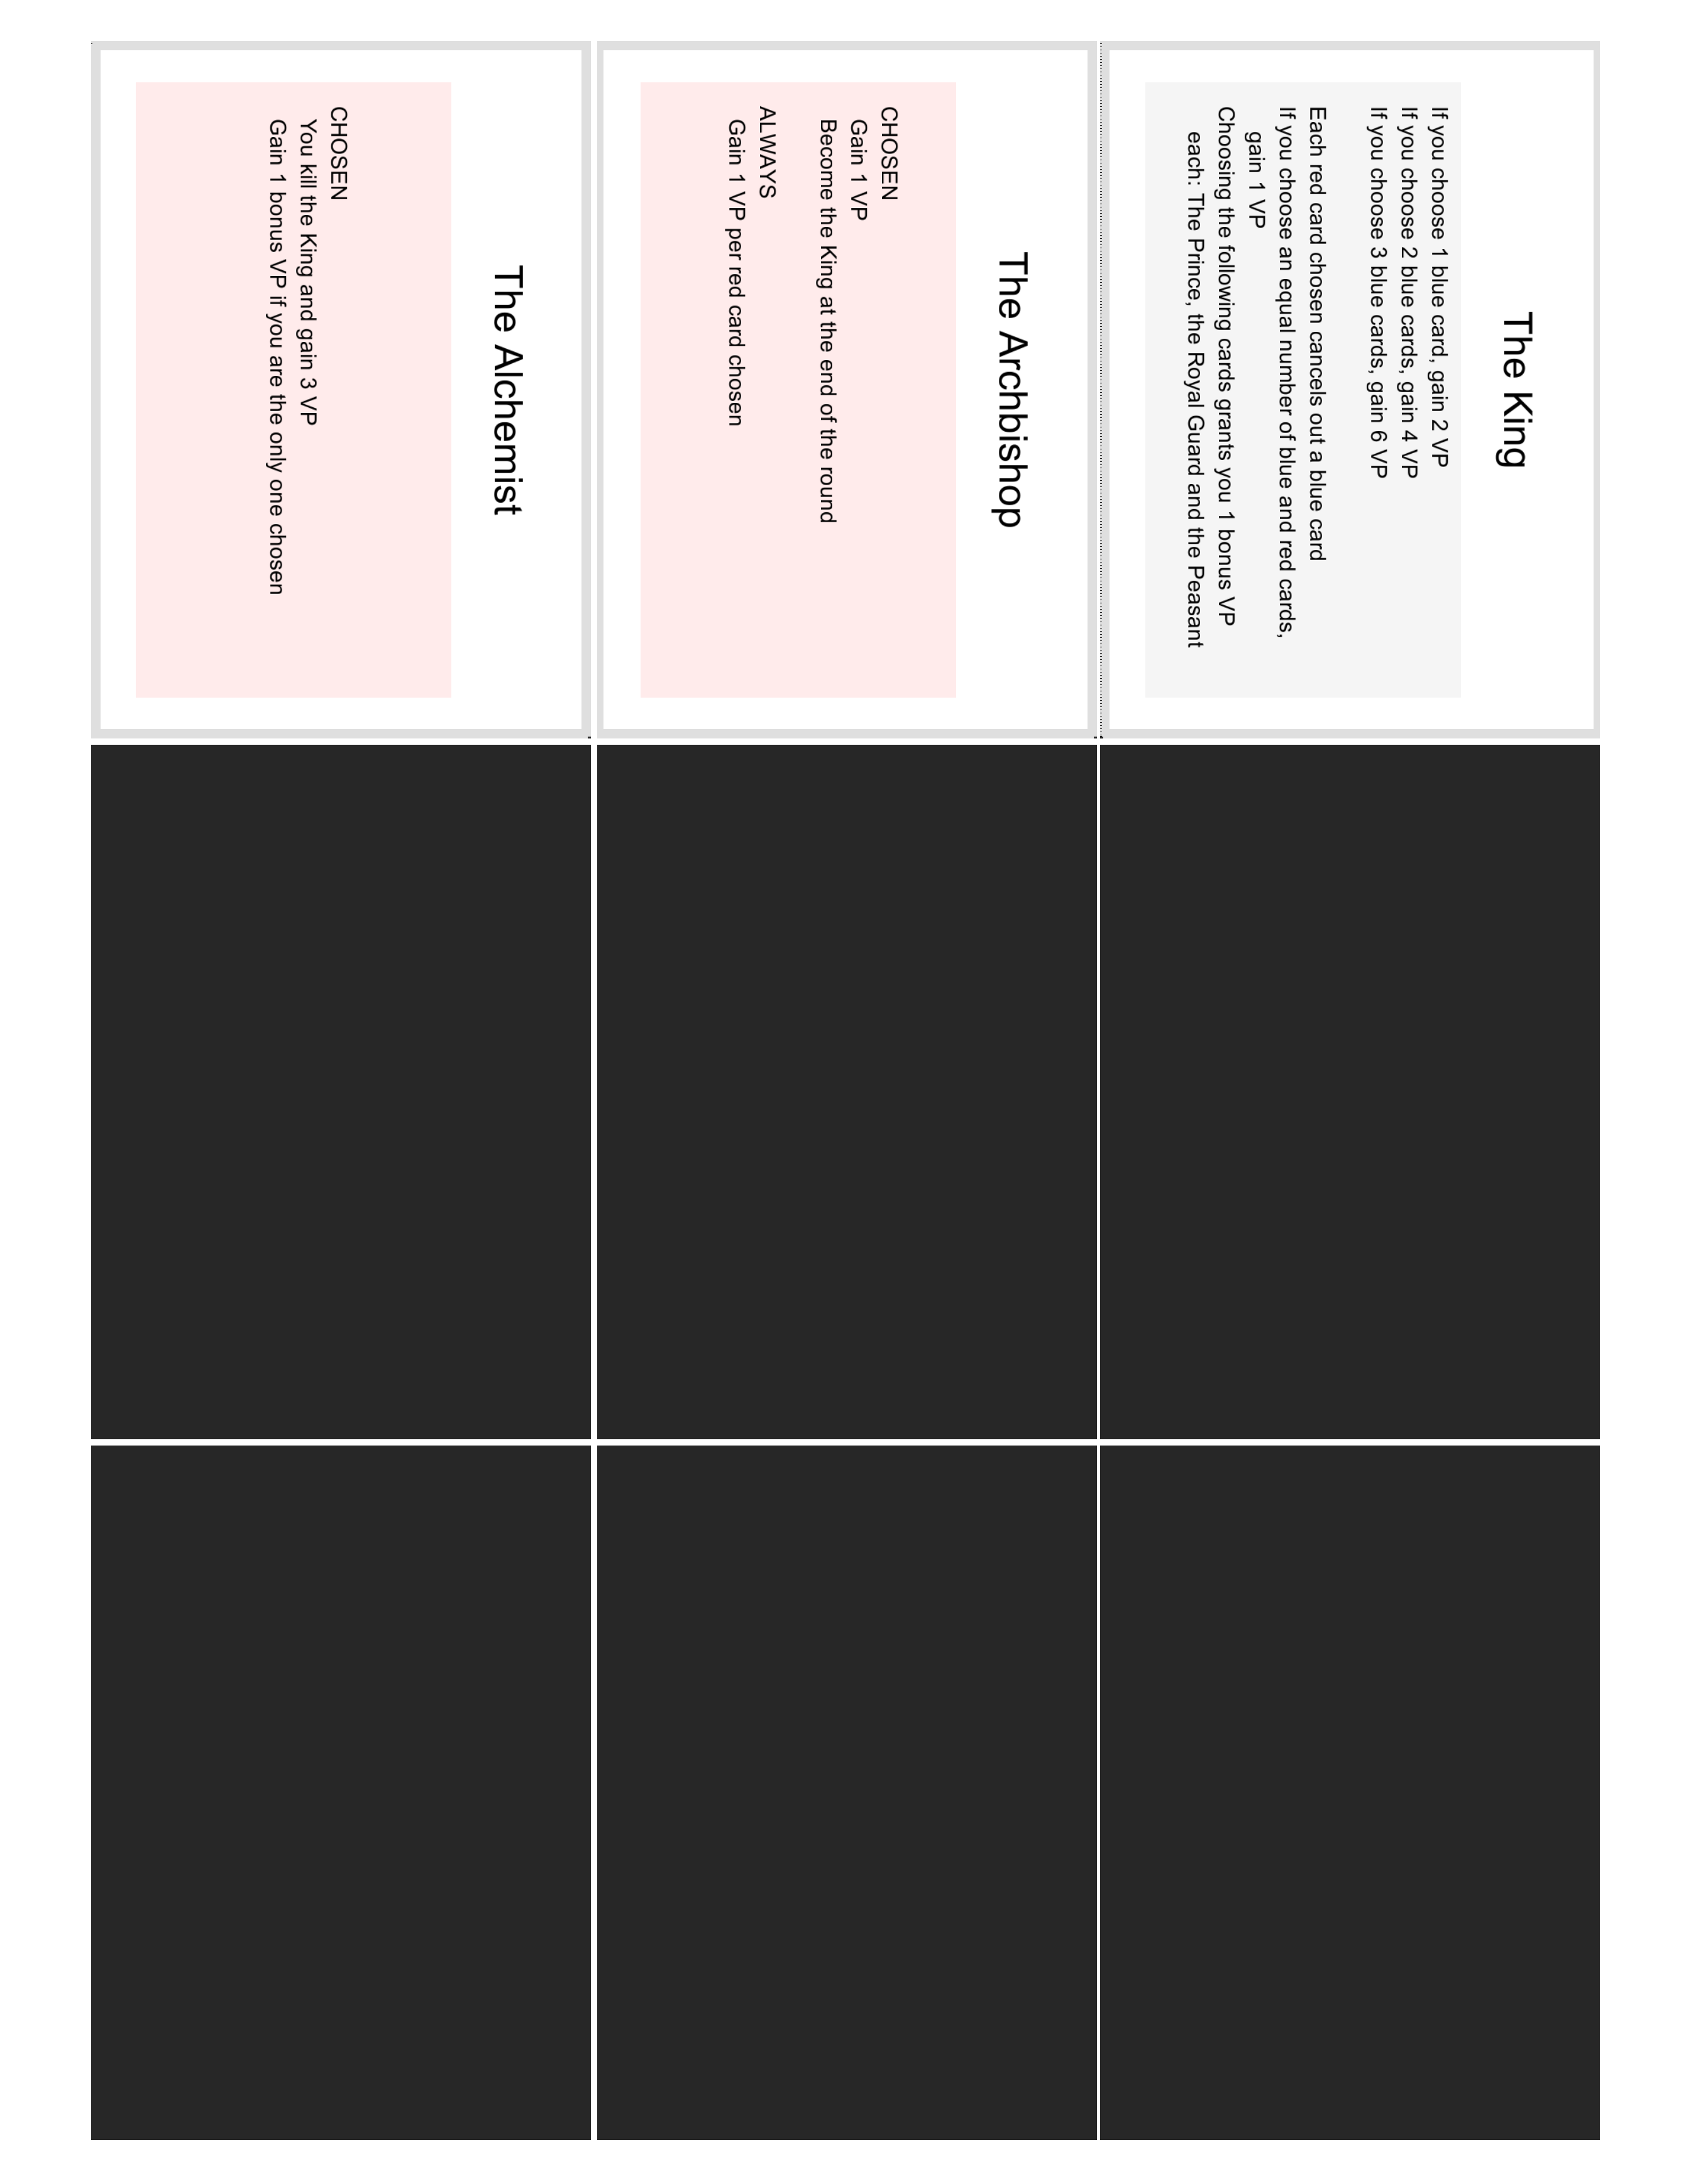 The King
If you choose 1 blue card, gain 2 VP
If you choose 2 blue cards, gain 4 VP
If you choose 3 blue cards, gain 6 VP
Each red card chosen cancels out a blue card
If you choose an equal number of blue and red cards,
gain 1 VP
Choosing the following cards grants you 1 bonus VP
each: The Prince, the Royal Guard and the Peasant
The Archbishop
CHOSEN
Gain 1 VP
Become the King at the end of the round
ALWAYS
Gain 1 VP per red card chosen
The Alchemist
CHOSEN
You kill the King and gain 3 VP
Gain 1 bonus VP if you are the only one chosen